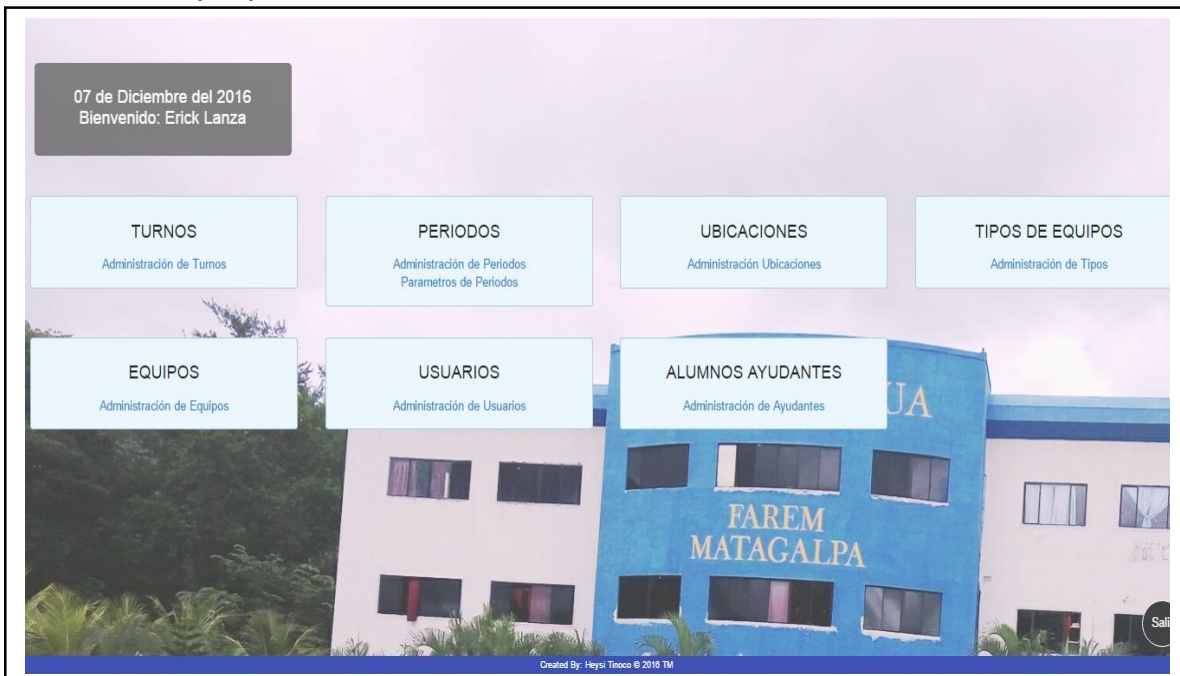 07 de Diciembre del 2016
Bienvenido: Erick Lanza
TURNOS
Administración de Turnos
PERIODOS
Administración de Periodos
Parametros de Periodos
UBICACIONES
Administración Ubicaciones
TIPOS DE EQUIPOS
Administración de Tipos
EQUIPOS
Administración de Equipos
USUARIOS
Administración de Usuarios
ALUMNOS AYUDANTES
Administración de Ayudantes
UA
FAREM
MATAGALPA
Sali
Created By: Heysi Tinoco © 2016 TM